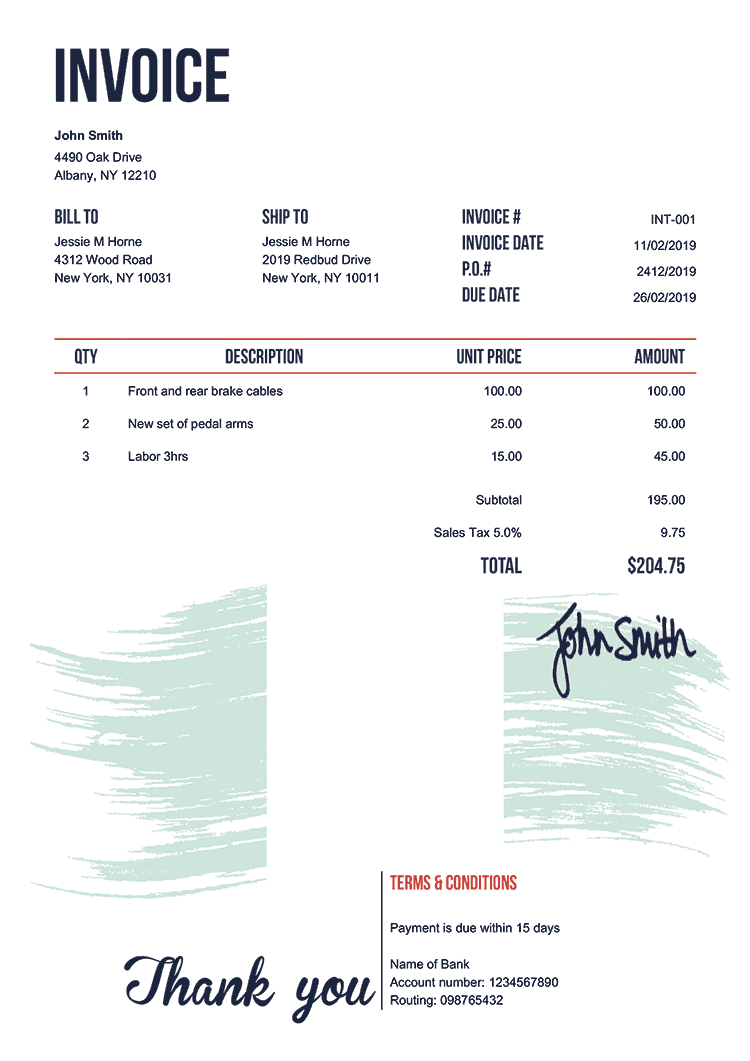 INVOICE
John Smith
4490 Oak Drive
Albany, NY 12210
BILL TO
Jessie M Horne
4312 Wood Road
New York, NY 10031
SHIP TO
Jessie M Horne
2019 Redbud Drive
New York, NY 10011
INVOICE # INT-001
INVOICE DATE 11/02/2019
P.O.# 2412/2019
DUE DATE 26/02/2019
QTY DESCRIPTION UNIT PRICE AMOUNT
1 Front and rear brake cables 100.00 100.00
2 New set of pedal arms 25.00 50.00
3 Labor 3hrs 15.00 45.00
Subtotal 195.00
Sales Tax 5.0% 9.75
TOTAL $204.75
John Smith
Thank you
TERMS & CONDITIONS
Payment is due within 15 days
Name of Bank
Account number: 1234567890
Routing: 098765432